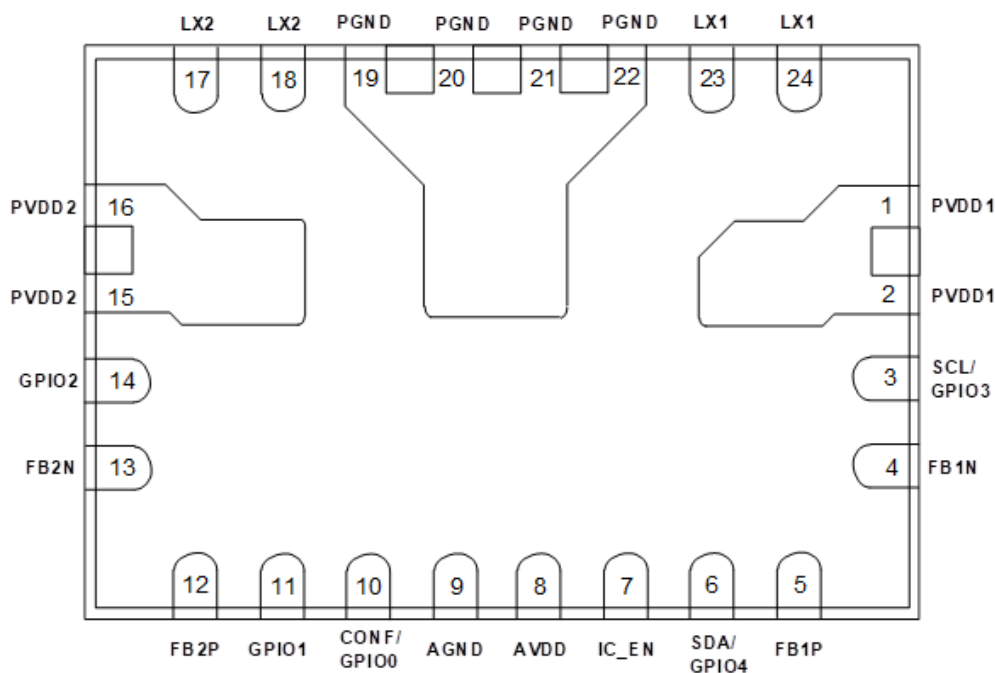 LX2 LX2 PGND PGND PGND PGND LX1 LX1
17 18 19 20 21 22 23 24
PVDD2 16 1 PVDD1
PVDD2 15 2 PVDD1
GPIO2 14 3 SCL/
GPIO3
FB2N 13 4 FB1N
12 11 10 9 8 7 6 5
FB2P GPIO1 CONF/ AGND AVDD IC_EN SDA/ FB1P
GPIO0 GPIO4